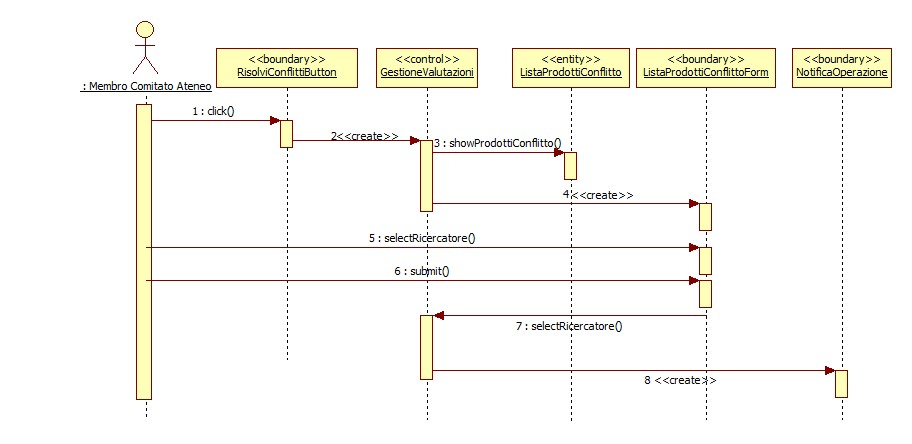 <<boundary>>
RisolviConflittiButton
<<control>>
GestioneValutazioni
<<entity>>
ListaProdottiConflitto
<<boundary>>
ListaProdottiConflittoForm
<<boundary>>
NotificaOperazione
: Membro Comitato Ateneo
1 : click()
2<<create>>
3 : showProdottiConflitto()
4 <<create>>
5 : selectRicercatore()
6 : submit()
7 : selectRicercatore()
8 <<create>>